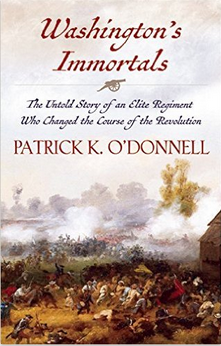 Washington's
Immortals
The Untold Story of an Elite Regiment
Who Changed the Course of the Revolution
PATRICK K. O'DONNELL